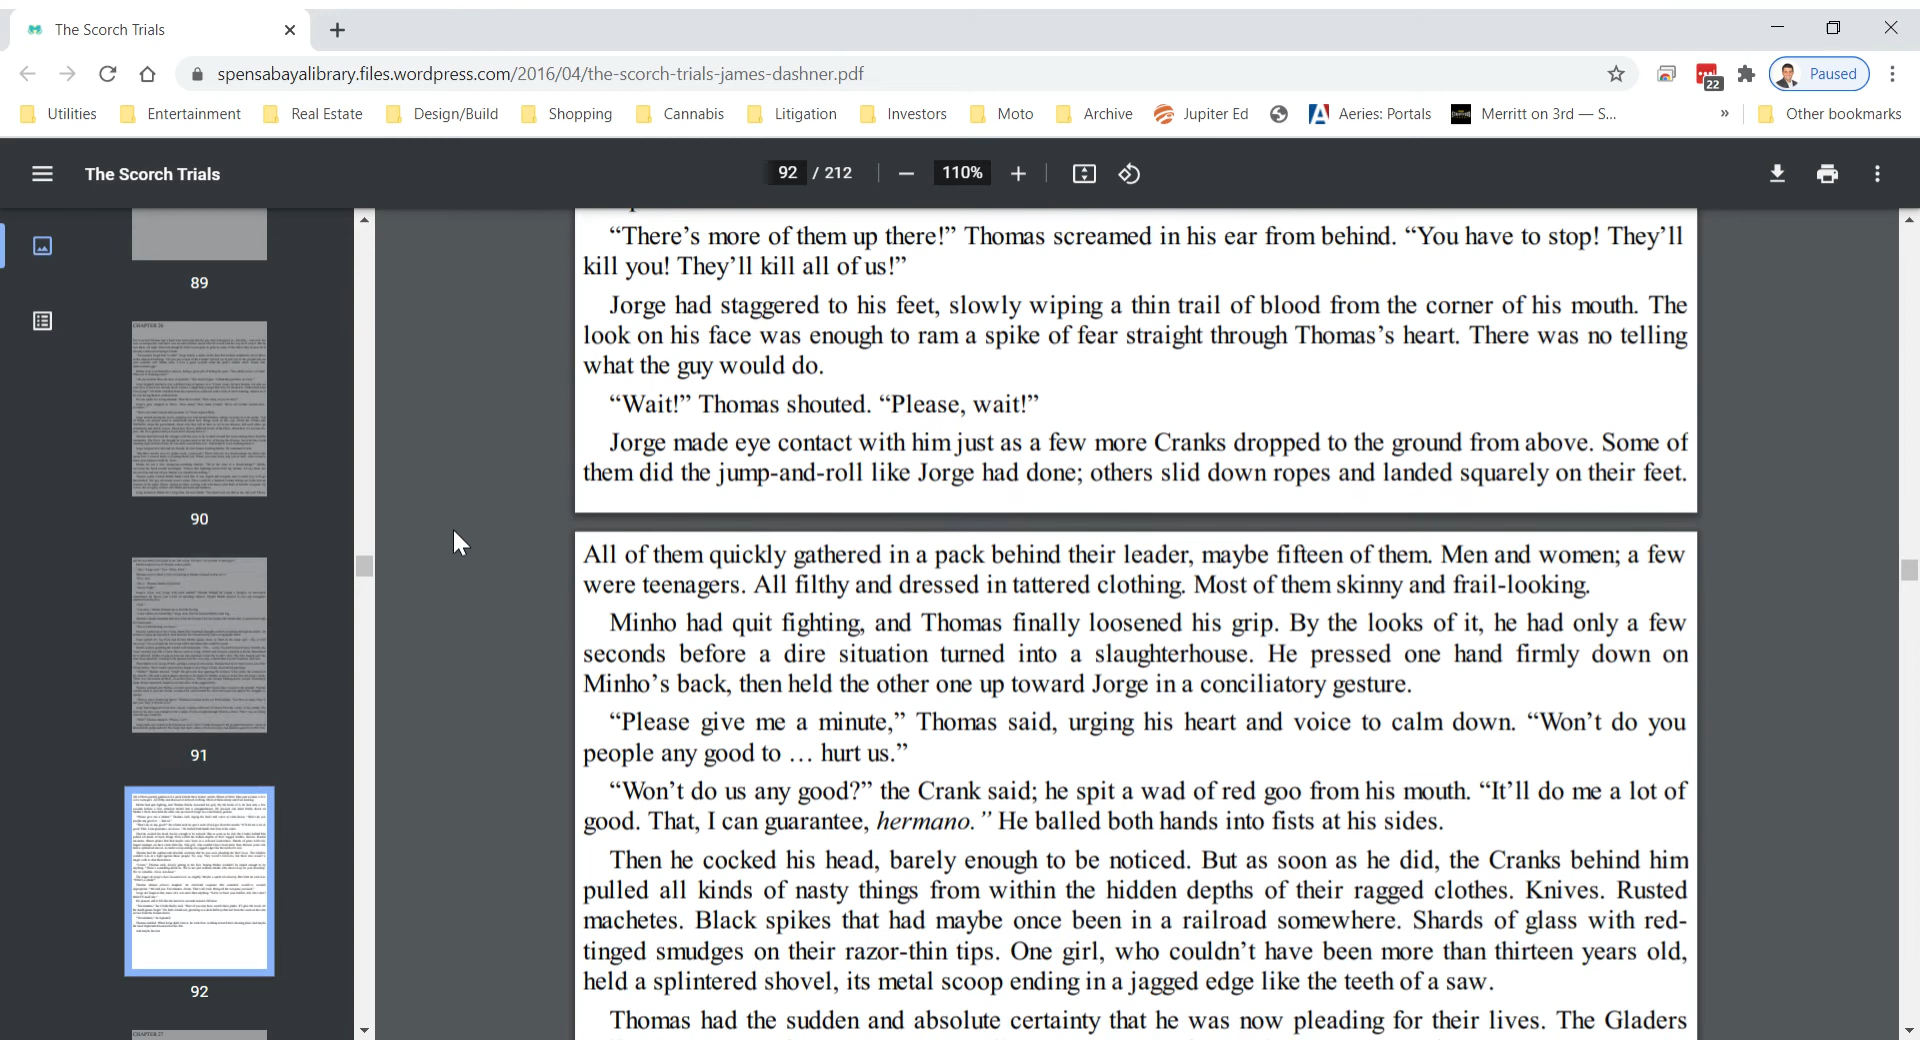 The Scorch Trials
spensabayalibrary.files.wordpress.com/2016/04/the-scorch-trials-james-dashner.pdf
22
Paused
Utilities
Entertainment
Real Estate
Design/Build
Shopping
Cannabis
Litigation
Investors
Moto
Archive
Jupiter Ed
Aeries: Portals
Merritt on 3rd — S...
»
Other bookmarks
The Scorch Trials
92 / 212
110%
89
CHAPTER 26
90
91
92
CHAPTER 27
“There’s more of them up there!” Thomas screamed in his ear from behind. “You have to stop! They’ll
kill you! They’ll kill all of us!”
Jorge had staggered to his feet, slowly wiping a thin trail of blood from the corner of his mouth. The
look on his face was enough to ram a spike of fear straight through Thomas’s heart. There was no telling
what the guy would do.
“Wait!” Thomas shouted. “Please, wait!”
Jorge made eye contact with him just as a few more Cranks dropped to the ground from above. Some of
them did the jump-and-roll like Jorge had done; others slid down ropes and landed squarely on their feet.
All of them quickly gathered in a pack behind their leader, maybe fifteen of them. Men and women; a few
were teenagers. All filthy and dressed in tattered clothing. Most of them skinny and frail-looking.
Minho had quit fighting, and Thomas finally loosened his grip. By the looks of it, he had only a few
seconds before a dire situation turned into a slaughterhouse. He pressed one hand firmly down on
Minho’s back, then held the other one up toward Jorge in a conciliatory gesture.
“Please give me a minute,” Thomas said, urging his heart and voice to calm down. “Won’t do you
people any good to … hurt us.”
“Won’t do us any good?” the Crank said; he spit a wad of red goo from his mouth. “It’ll do me a lot of
good. That, I can guarantee, hermano.” He balled both hands into fists at his sides.
Then he cocked his head, barely enough to be noticed. But as soon as he did, the Cranks behind him
pulled all kinds of nasty things from within the hidden depths of their ragged clothes. Knives. Rusted
machetes. Black spikes that had maybe once been in a railroad somewhere. Shards of glass with red-
tinged smudges on their razor-thin tips. One girl, who couldn’t have been more than thirteen years old,
held a splintered shovel, its metal scoop ending in a jagged edge like the teeth of a saw.
Thomas had the sudden and absolute certainty that he was now pleading for their lives. The Gladers